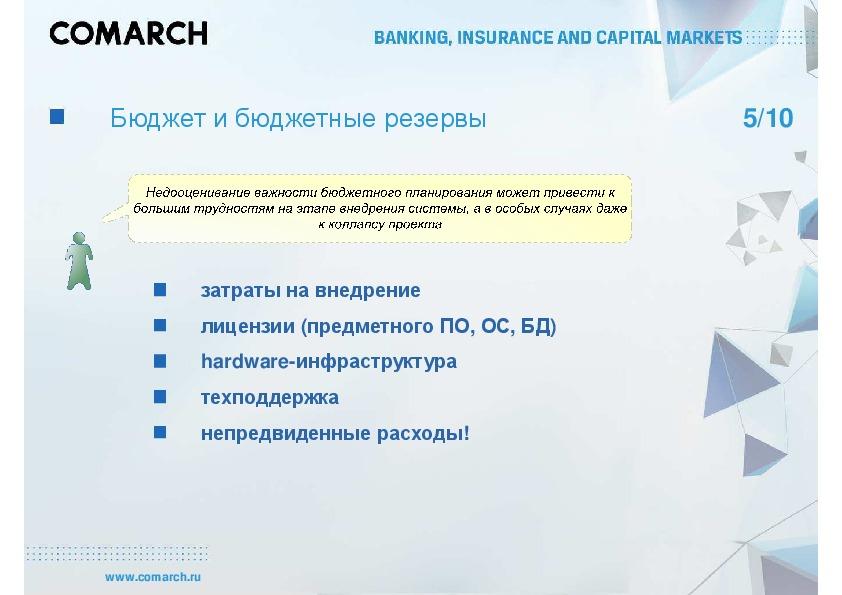 COMARCH
BANKING, INSURANCE AND CAPITAL MARKETS
Бюджет и бюджетные резервы
5/10
Недооценивание важности бюджетного планирования может привести к
большим трудностям на этапе внедрения системы, а в особых случаях даже
к коллапсу проекта
затраты на внедрение
лицензии (предметного ПО, ОС, БД)
hardware-инфраструктура
техподдержка
непредвиденные расходы!
www.comarch.ru